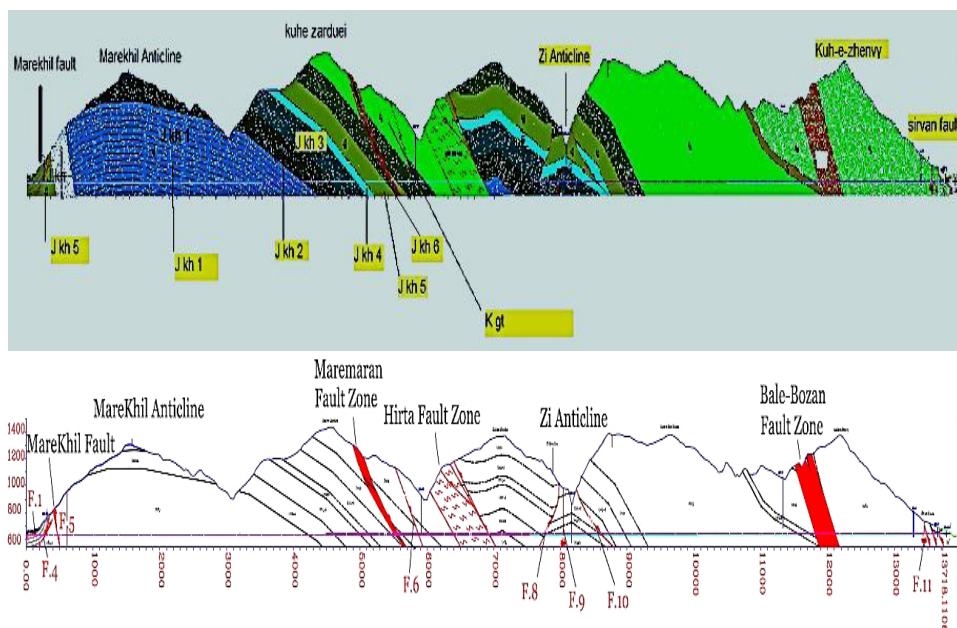 kuhe zarduei
Marekhil Anticline
Marekhil fault
Zi Anticline
Kuh-e-zhenvy
sirvan fault
J kh 1
J kh 3
J kh 5
J kh 1
J kh 2
J kh 4
J kh 6
J kh 5
K gt
Maremaran
Fault Zone
MareKhil Anticline
Hirta Fault Zone
Zi Anticline
Bale-Bozan
Fault Zone
MareKhil Fault
1400
1200
1000
800
600
F.1
F.5
F.4
F.6
F.8
F.9
F.10
F.11
0.00
1000
2000
3000
4000
5000
6000
7000
8000
9000
10000
11000
12000
13000